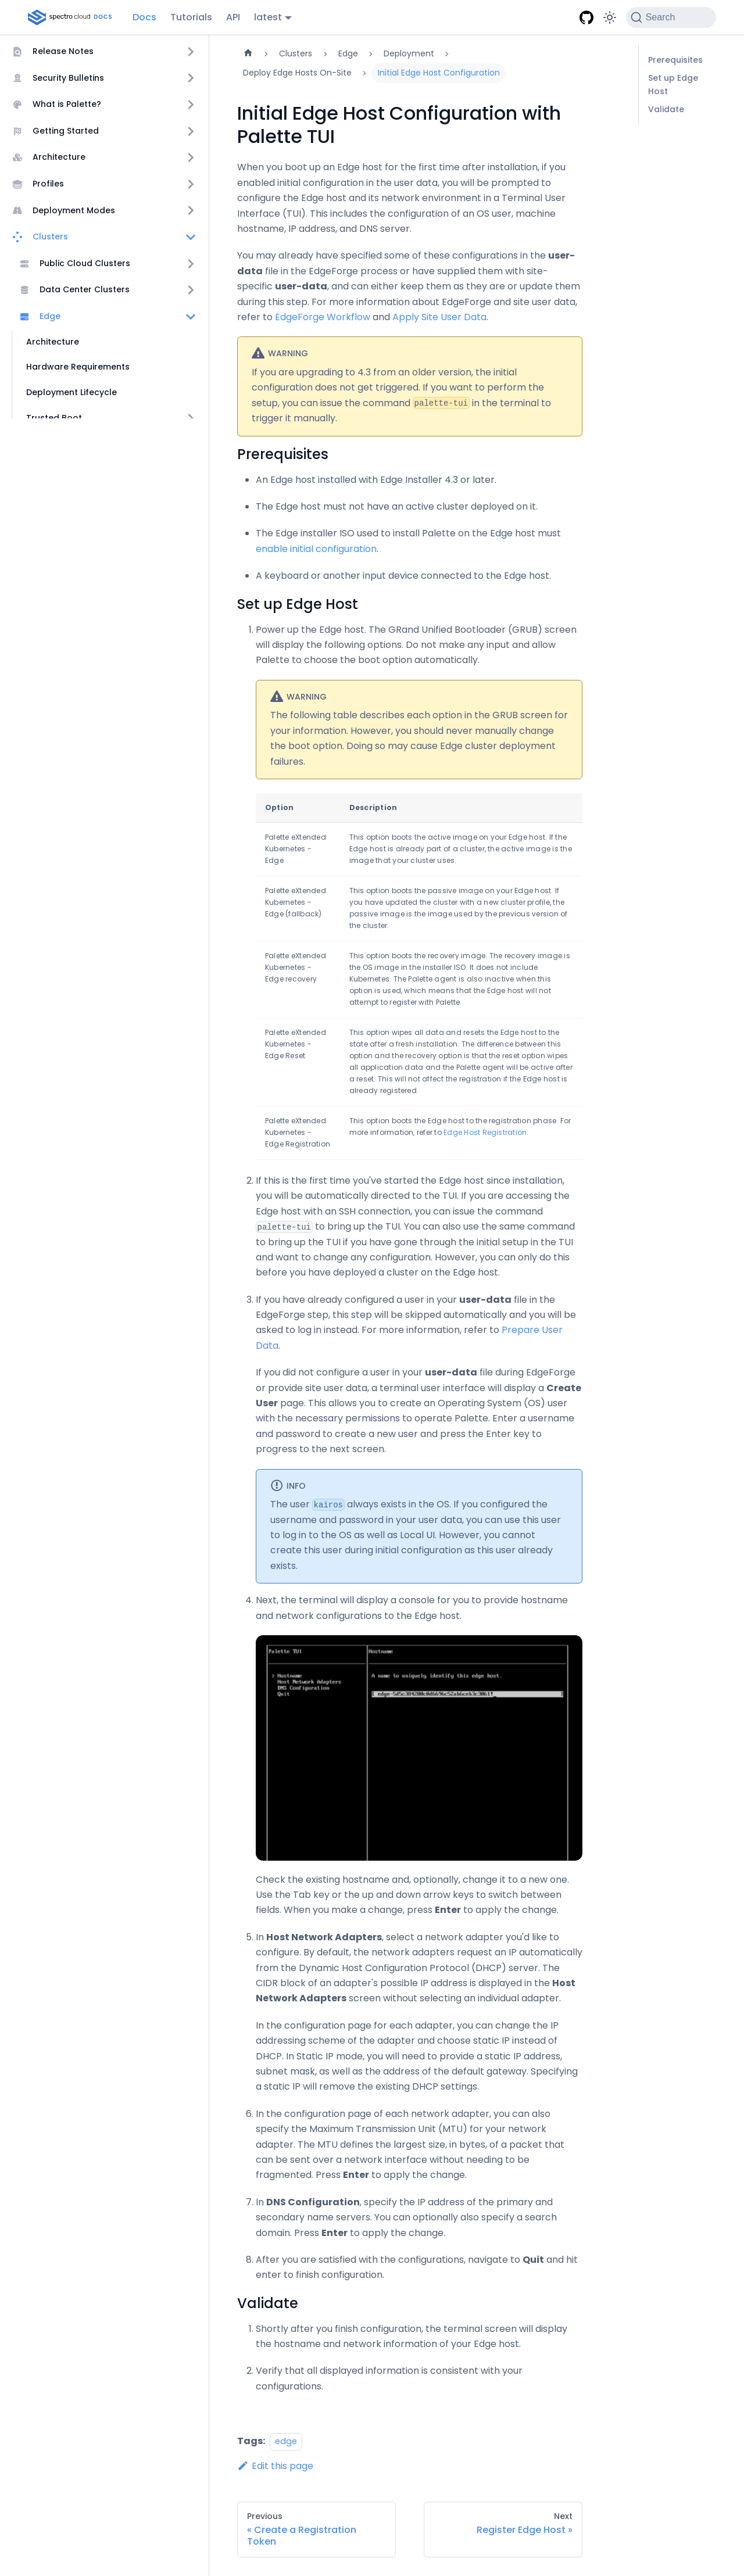 spectro cloud DOCS
Docs
Tutorials
API
latest
Search
Release Notes
Security Bulletins
What is Palette?
Getting Started
Architecture
Profiles
Deployment Modes
Clusters
Public Cloud Clusters
Data Center Clusters
Edge
Architecture
Hardware Requirements
Deployment Lifecycle
Trusted Boot
Clusters
Edge
Deployment
Deploy Edge Hosts On-Site
Initial Edge Host Configuration
Initial Edge Host Configuration with
Palette TUI
When you boot up an Edge host for the first time after installation, if you
enabled initial configuration in the user data, you will be prompted to
configure the Edge host and its network environment in a Terminal User
Interface (TUI). This includes the configuration of an OS user, machine
hostname, IP address, and DNS server.
You may already have specified some of these configurations in the user-
data file in the EdgeForge process or have supplied them with site-
specific user-data, and can either keep them as they are or update them
during this step. For more information about EdgeForge and site user data,
refer to EdgeForge Workflow and Apply Site User Data.
WARNING
If you are upgrading to 4.3 from an older version, the initial
configuration does not get triggered. If you want to perform the
setup, you can issue the command palette-tui in the terminal to
trigger it manually.
Prerequisites
An Edge host installed with Edge Installer 4.3 or later.
The Edge host must not have an active cluster deployed on it.
The Edge installer ISO used to install Palette on the Edge host must
enable initial configuration.
A keyboard or another input device connected to the Edge host.
Set up Edge Host
1. Power up the Edge host. The GRand Unified Bootloader (GRUB) screen
will display the following options. Do not make any input and allow
Palette to choose the boot option automatically.
WARNING
The following table describes each option in the GRUB screen for
your information. However, you should never manually change
the boot option. Doing so may cause Edge cluster deployment
failures.
Option Description
Palette eXtended
Kubernetes -
Edge
This option boots the active image on your Edge host. If the
Edge host is already part of a cluster, the active image is the
image that your cluster uses.
Palette eXtended
Kubernetes -
Edge (fallback)
This option boots the passive image on your Edge host. If
you have updated the cluster with a new cluster profile, the
passive image is the image used by the previous version of
the cluster.
Palette eXtended
Kubernetes -
Edge recovery
This option boots the recovery image. The recovery image is
the OS image in the installer ISO. It does not include
Kubernetes. The Palette agent is also inactive when this
option is used, which means that the Edge host will not
attempt to register with Palette.
Palette eXtended
Kubernetes -
Edge Reset
This option wipes all data and resets the Edge host to the
state after a fresh installation. The difference between this
option and the recovery option is that the reset option wipes
all application data and the Palette agent will be active after
a reset. This will not affect the registration if the Edge host is
already registered.
Palette eXtended
Kubernetes -
Edge Registration
This option boots the Edge host to the registration phase. For
more information, refer to Edge Host Registration.
2. If this is the first time you've started the Edge host since installation,
you will be automatically directed to the TUI. If you are accessing the
Edge host with an SSH connection, you can issue the command
palette-tui to bring up the TUI. You can also use the same command
to bring up the TUI if you have gone through the initial setup in the TUI
and want to change any configuration. However, you can only do this
before you have deployed a cluster on the Edge host.
3. If you have already configured a user in your user-data file in the
EdgeForge step, this step will be skipped automatically and you will be
asked to log in instead. For more information, refer to Prepare User
Data.
If you did not configure a user in your user-data file during EdgeForge
or provide site user data, a terminal user interface will display a Create
User page. This allows you to create an Operating System (OS) user
with the necessary permissions to operate Palette. Enter a username
and password to create a new user and press the Enter key to
progress to the next screen.
INFO
The user kairos always exists in the OS. If you configured the
username and password in your user data, you can use this user
to log in to the OS as well as Local UI. However, you cannot
create this user during initial configuration as this user already
exists.
4. Next, the terminal will display a console for you to provide hostname
and network configurations to the Edge host.
Palette TUI
Hostname
> Hostname
Host Network Adapters
DNS Configuration
Quit
A name to uniquely identify this edge host.
Check the existing hostname and, optionally, change it to a new one.
Use the Tab key or the up and down arrow keys to switch between
fields. When you make a change, press Enter to apply the change.
5. In Host Network Adapters, select a network adapter you'd like to
configure. By default, the network adapters request an IP automatically
from the Dynamic Host Configuration Protocol (DHCP) server. The
CIDR block of an adapter's possible IP address is displayed in the Host
Network Adapters screen without selecting an individual adapter.
In the configuration page for each adapter, you can change the IP
addressing scheme of the adapter and choose static IP instead of
DHCP. In Static IP mode, you will need to provide a static IP address,
subnet mask, as well as the address of the default gateway. Specifying
a static IP will remove the existing DHCP settings.
6. In the configuration page of each network adapter, you can also
specify the Maximum Transmission Unit (MTU) for your network
adapter. The MTU defines the largest size, in bytes, of a packet that
can be sent over a network interface without needing to be
fragmented. Press Enter to apply the change.
7. In DNS Configuration, specify the IP address of the primary and
secondary name servers. You can optionally also specify a search
domain. Press Enter to apply the change.
8. After you are satisfied with the configurations, navigate to Quit and hit
enter to finish configuration.
Validate
1. Shortly after you finish configuration, the terminal screen will display
the hostname and network information of your Edge host.
2. Verify that all displayed information is consistent with your
configurations.
Tags: edge
Edit this page
Previous
« Create a Registration
Token
Next
Register Edge Host »
Prerequisites
Set up Edge
Host
Validate